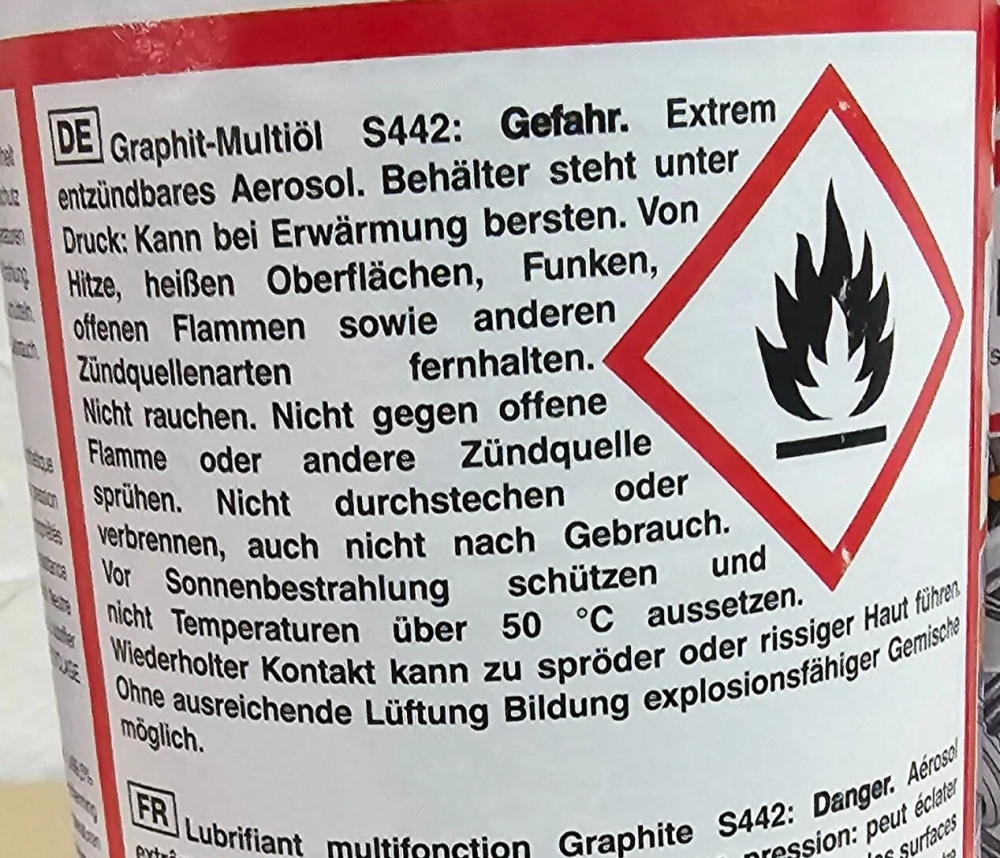 DE Graphit-Multiöl S442: Gefahr. Extrem
entzündbares Aerosol. Behälter steht unter
Druck: Kann bei Erwärmung bersten. Von
Hitze, heißen Oberflächen, Funken,
offenen Flammen sowie anderen
Zündquellenarten fernhalten.
Nicht rauchen. Nicht gegen offene
Flamme oder andere Zündquelle
sprühen. Nicht durchstechen oder
verbrennen, auch nicht nach Gebrauch.
Vor Sonnenbestrahlung schützen und
nicht Temperaturen über 50 °C aussetzen.
Wiederholter Kontakt kann zu spröder oder rissiger Haut führen.
Ohne ausreichende Lüftung Bildung explosionsfähiger Gemische
möglich.
FR Lubrifiant multifonction Graphite S442: Danger. Aérosol
pression: peut éclater
surfaces